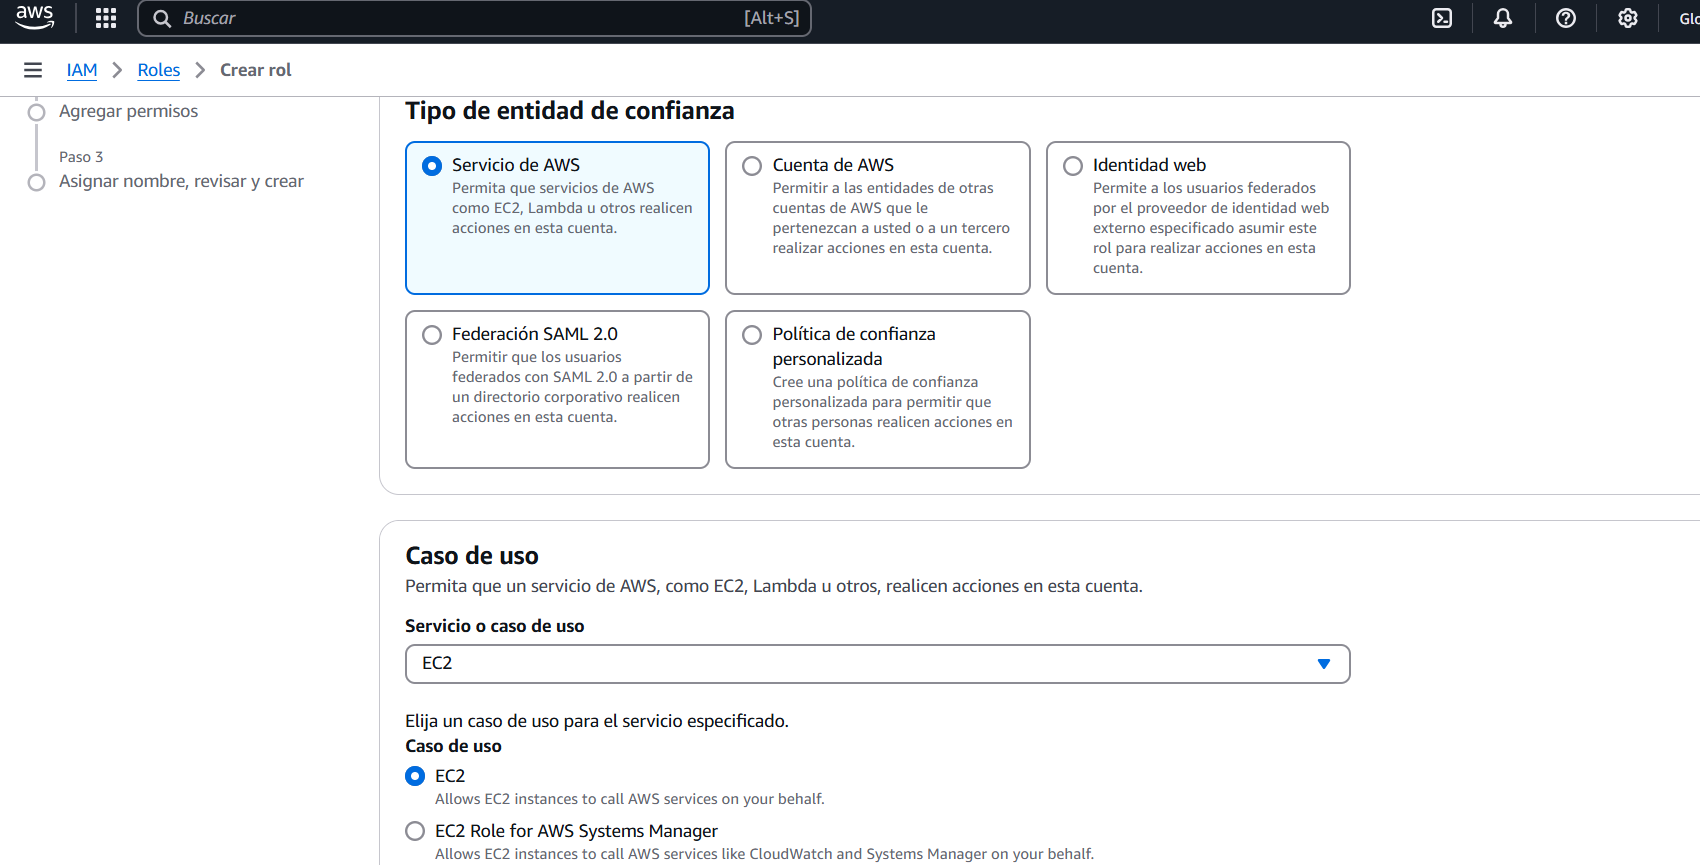 aws
Buscar
[Alt+S]
IAM
Roles
Crear rol
Agregar permisos
Paso 3
Asignar nombre, revisar y crear
Tipo de entidad de confianza
Servicio de AWS
Permita que servicios de AWS
como EC2, Lambda u otros realicen
acciones en esta cuenta.
Cuenta de AWS
Permitir a las entidades de otras
cuentas de AWS que le
pertenezcan a usted o a un tercero
realizar acciones en esta cuenta.
Identidad web
Permite a los usuarios federados
por el proveedor de identidad web
externo especificado asumir este
rol para realizar acciones en esta
cuenta.
Federación SAML 2.0
Permitir que los usuarios
federados con SAML 2.0 a partir de
un directorio corporativo realicen
acciones en esta cuenta.
Política de confianza
personalizada
Cree una política de confianza
personalizada para permitir que
otras personas realicen acciones en
esta cuenta.
Caso de uso
Permita que un servicio de AWS, como EC2, Lambda u otros, realicen acciones en esta cuenta.
Servicio o caso de uso
EC2
Elija un caso de uso para el servicio especificado.
Caso de uso
EC2
Allows EC2 instances to call AWS services on your behalf.
EC2 Role for AWS Systems Manager
Allows EC2 instances to call AWS services like CloudWatch and Systems Manager on your behalf.